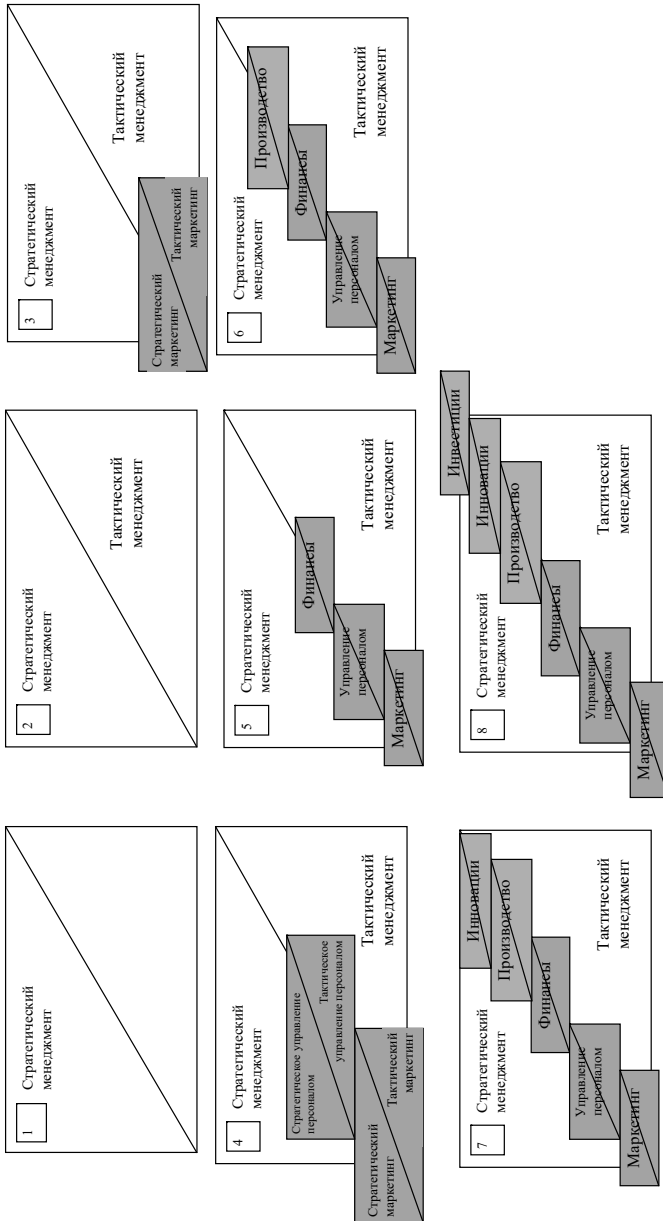 1
Стратегический
менеджмент
2
Стратегический
менеджмент
Тактический
менеджмент
3
Стратегический
менеджмент
Тактический
менеджмент
Стратегический
маркетинг
Тактический
маркетинг
4
Стратегический
менеджмент
Стратегическое управление
персоналом
Тактическое
управление персоналом
Тактический
менеджмент
Стратегический
маркетинг
Тактический
маркетинг
5
Стратегический
менеджмент
Финансы
Управление
персоналом
Маркетинг
Тактический
менеджмент
6
Стратегический
менеджмент
Производство
Финансы
Управление
персоналом
Маркетинг
Тактический
менеджмент
7
Стратегический
менеджмент
Инновации
Производство
Финансы
Управление
персоналом
Маркетинг
Тактический
менеджмент
8
Стратегический
менеджмент
Инвестиции
Инновации
Производство
Финансы
Управление
персоналом
Маркетинг
Тактический
менеджмент